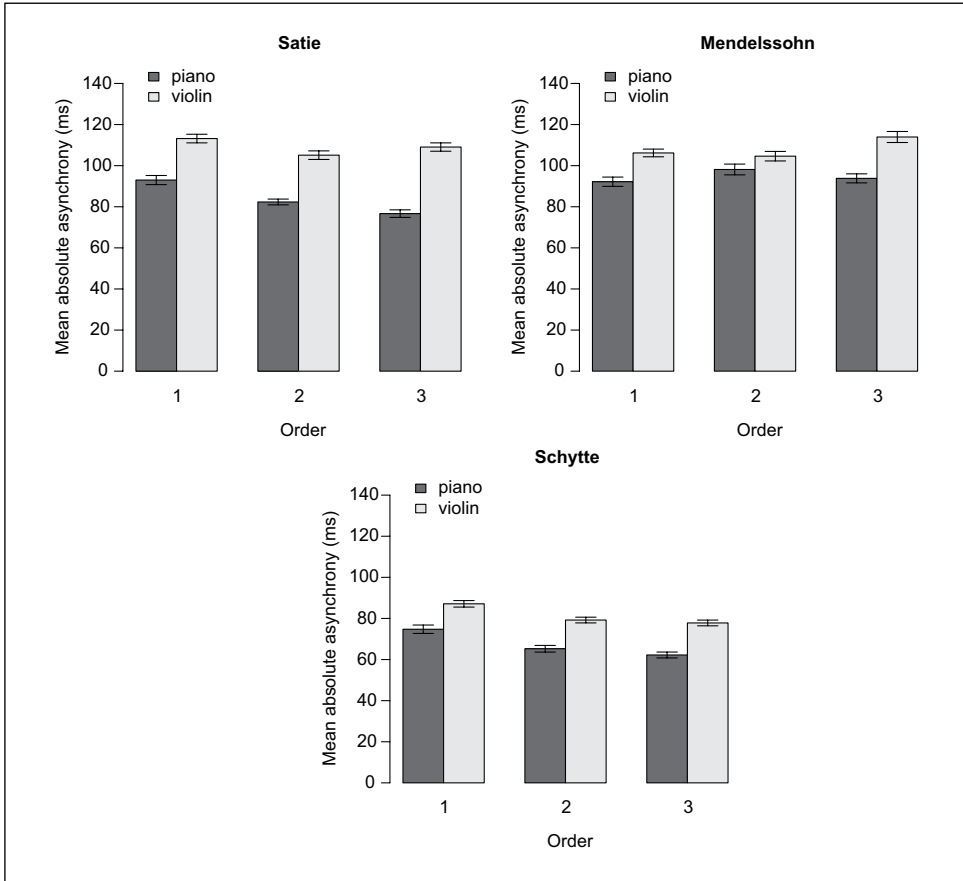 Satie
piano
violin
Mean absolute asynchrony (ms)
140
120
100
80
60
40
20
0
1 2 3
Order
Mendelssohn
piano
violin
Mean absolute asynchrony (ms)
140
120
100
80
60
40
20
0
1 2 3
Order
Schytte
piano
violin
Mean absolute asynchrony (ms)
140
120
100
80
60
40
20
0
1 2 3
Order